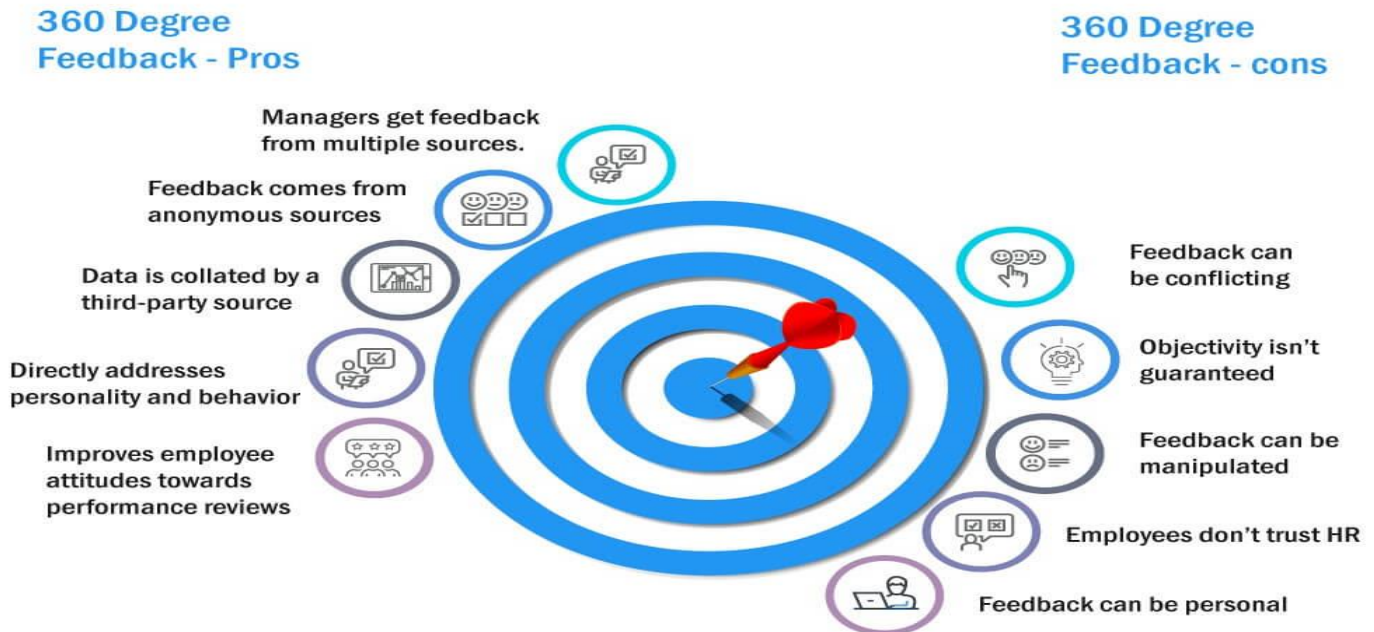 360 Degree
Feedback - Pros
Managers get feedback
from multiple sources.
Feedback comes from
anonymous sources
Data is collated by a
third-party source
Directly addresses
personality and behavior
Improves employee
attitudes towards
performance reviews
360 Degree
Feedback - cons
Feedback can
be conflicting
Objectivity isn't
guaranteed
Feedback can be
manipulated
Employees don't trust HR
Feedback can be personal